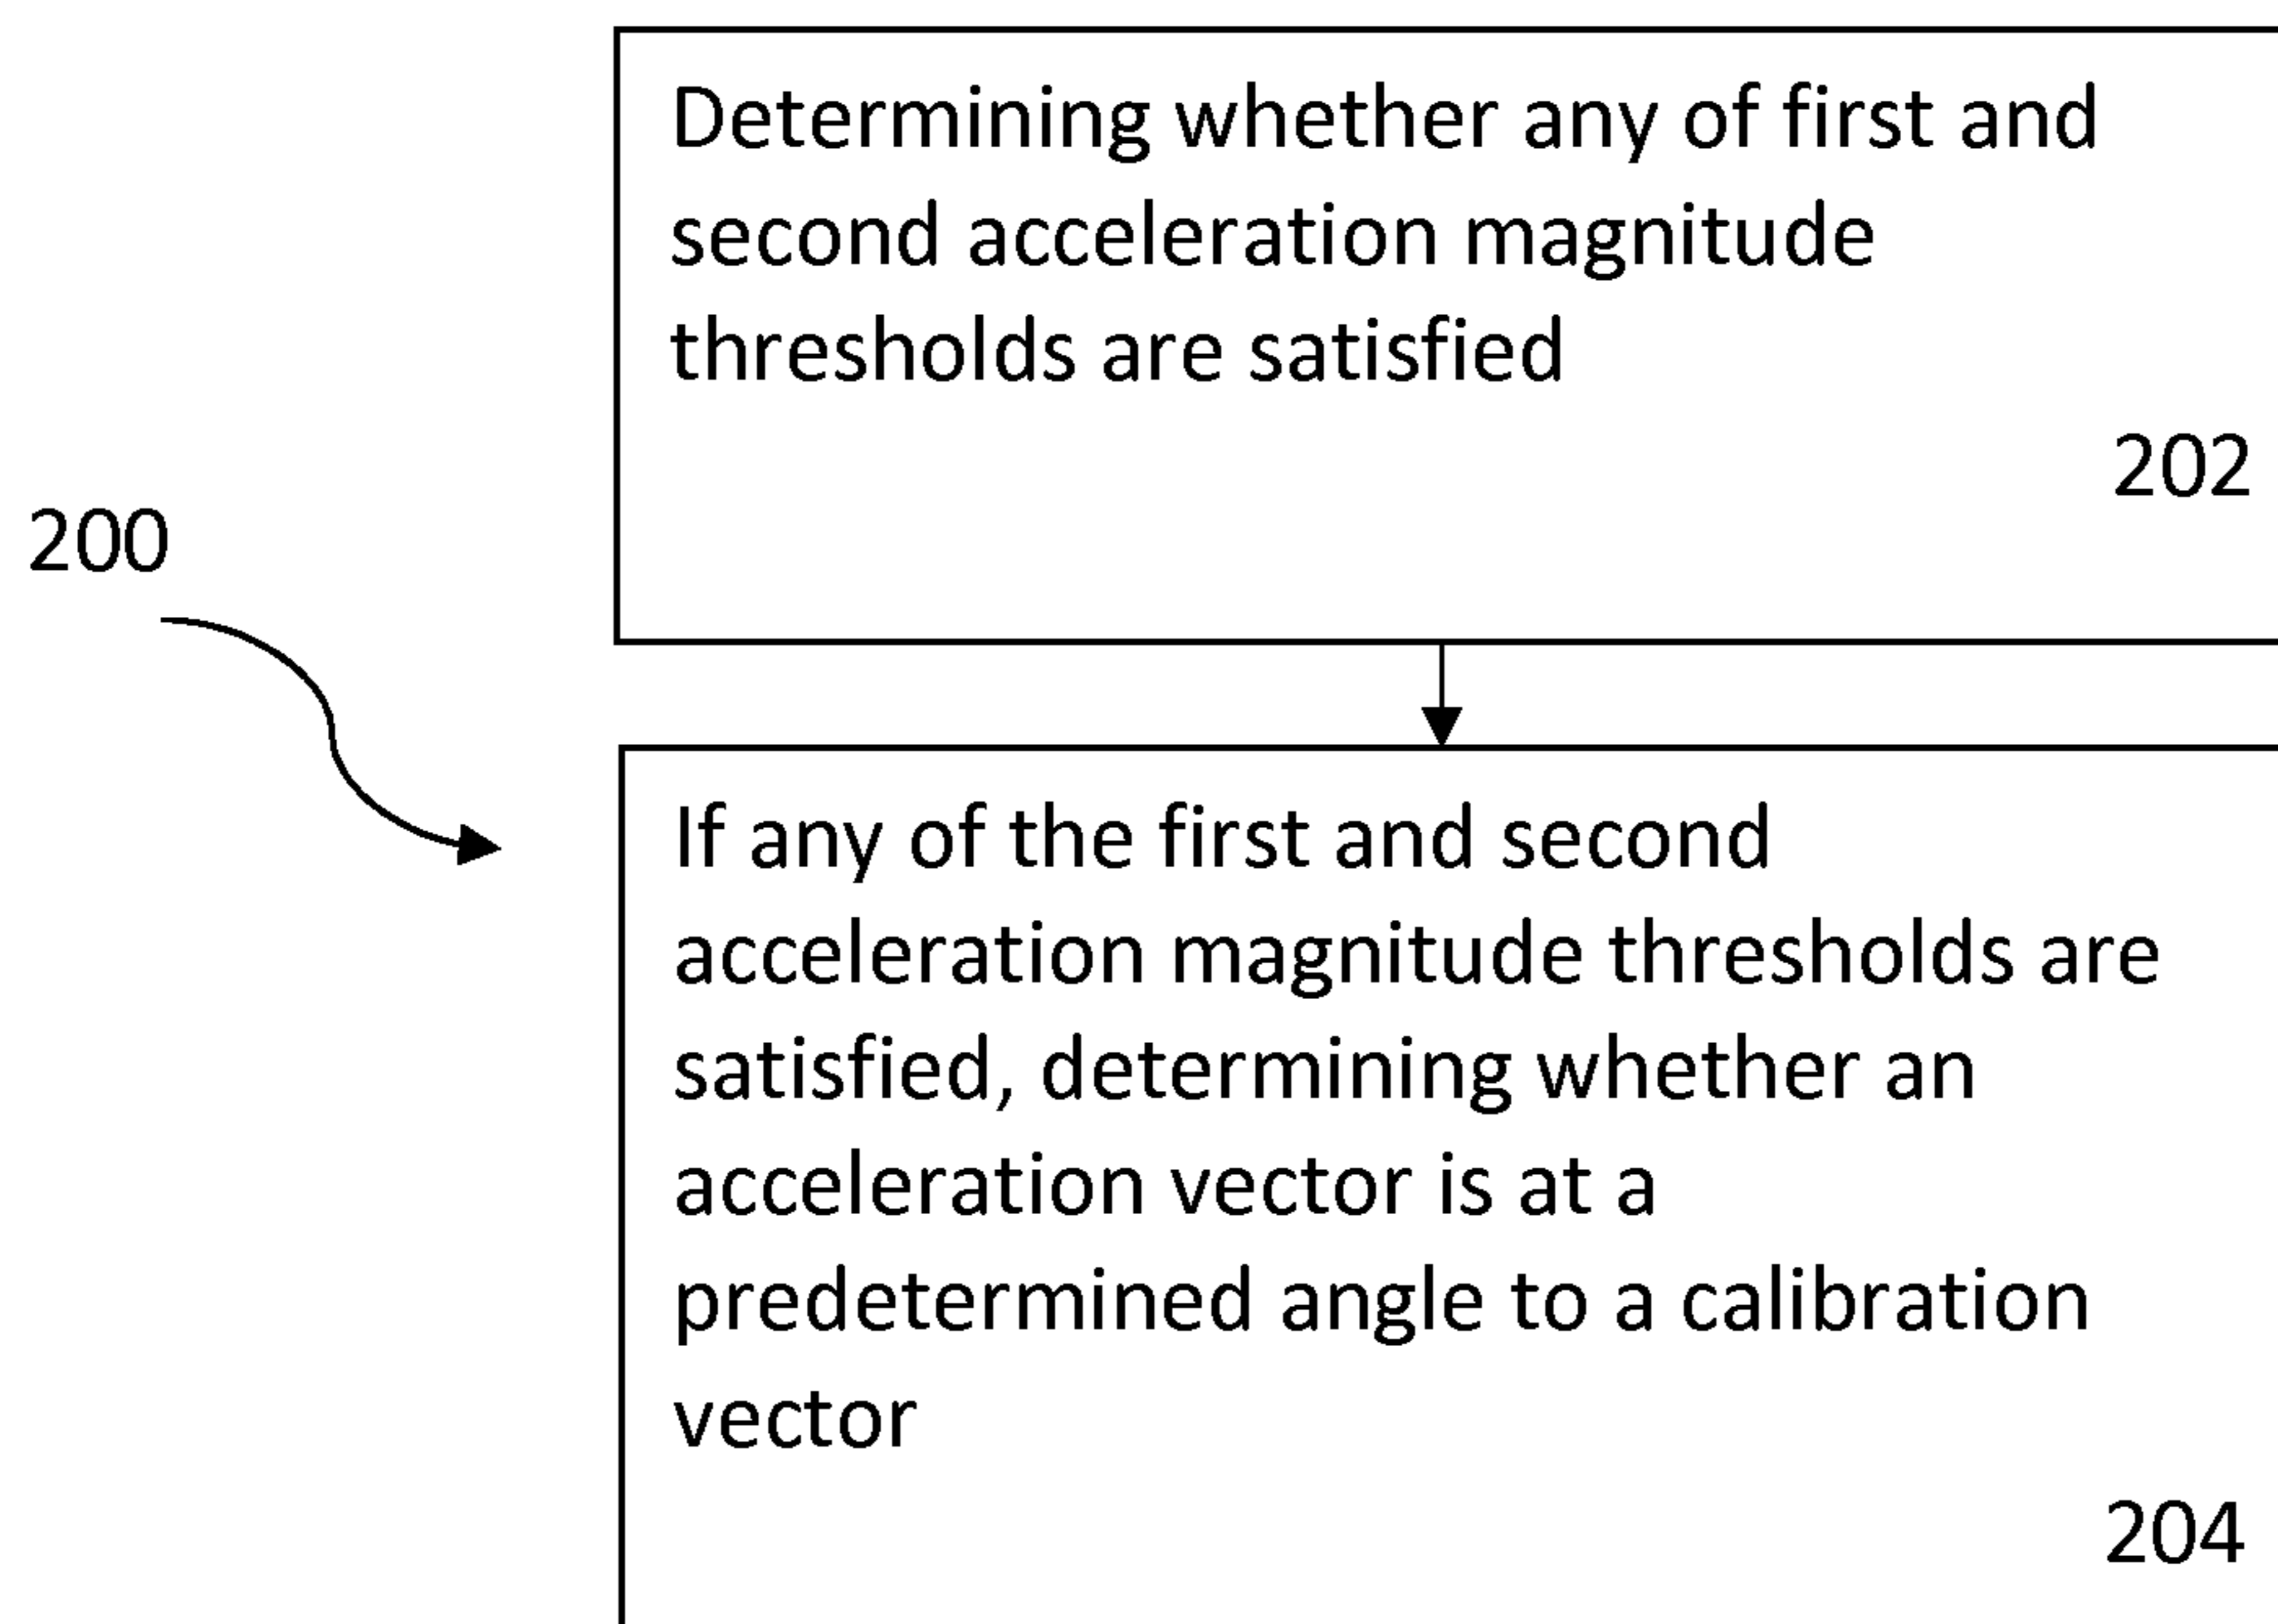 Determining whether any of first and
second acceleration magnitude
thresholds are satisfied
202
200
If any of the first and second
acceleration magnitude thresholds are
satisfied, determining whether an
acceleration vector is at a
predetermined angle to a calibration
vector
204